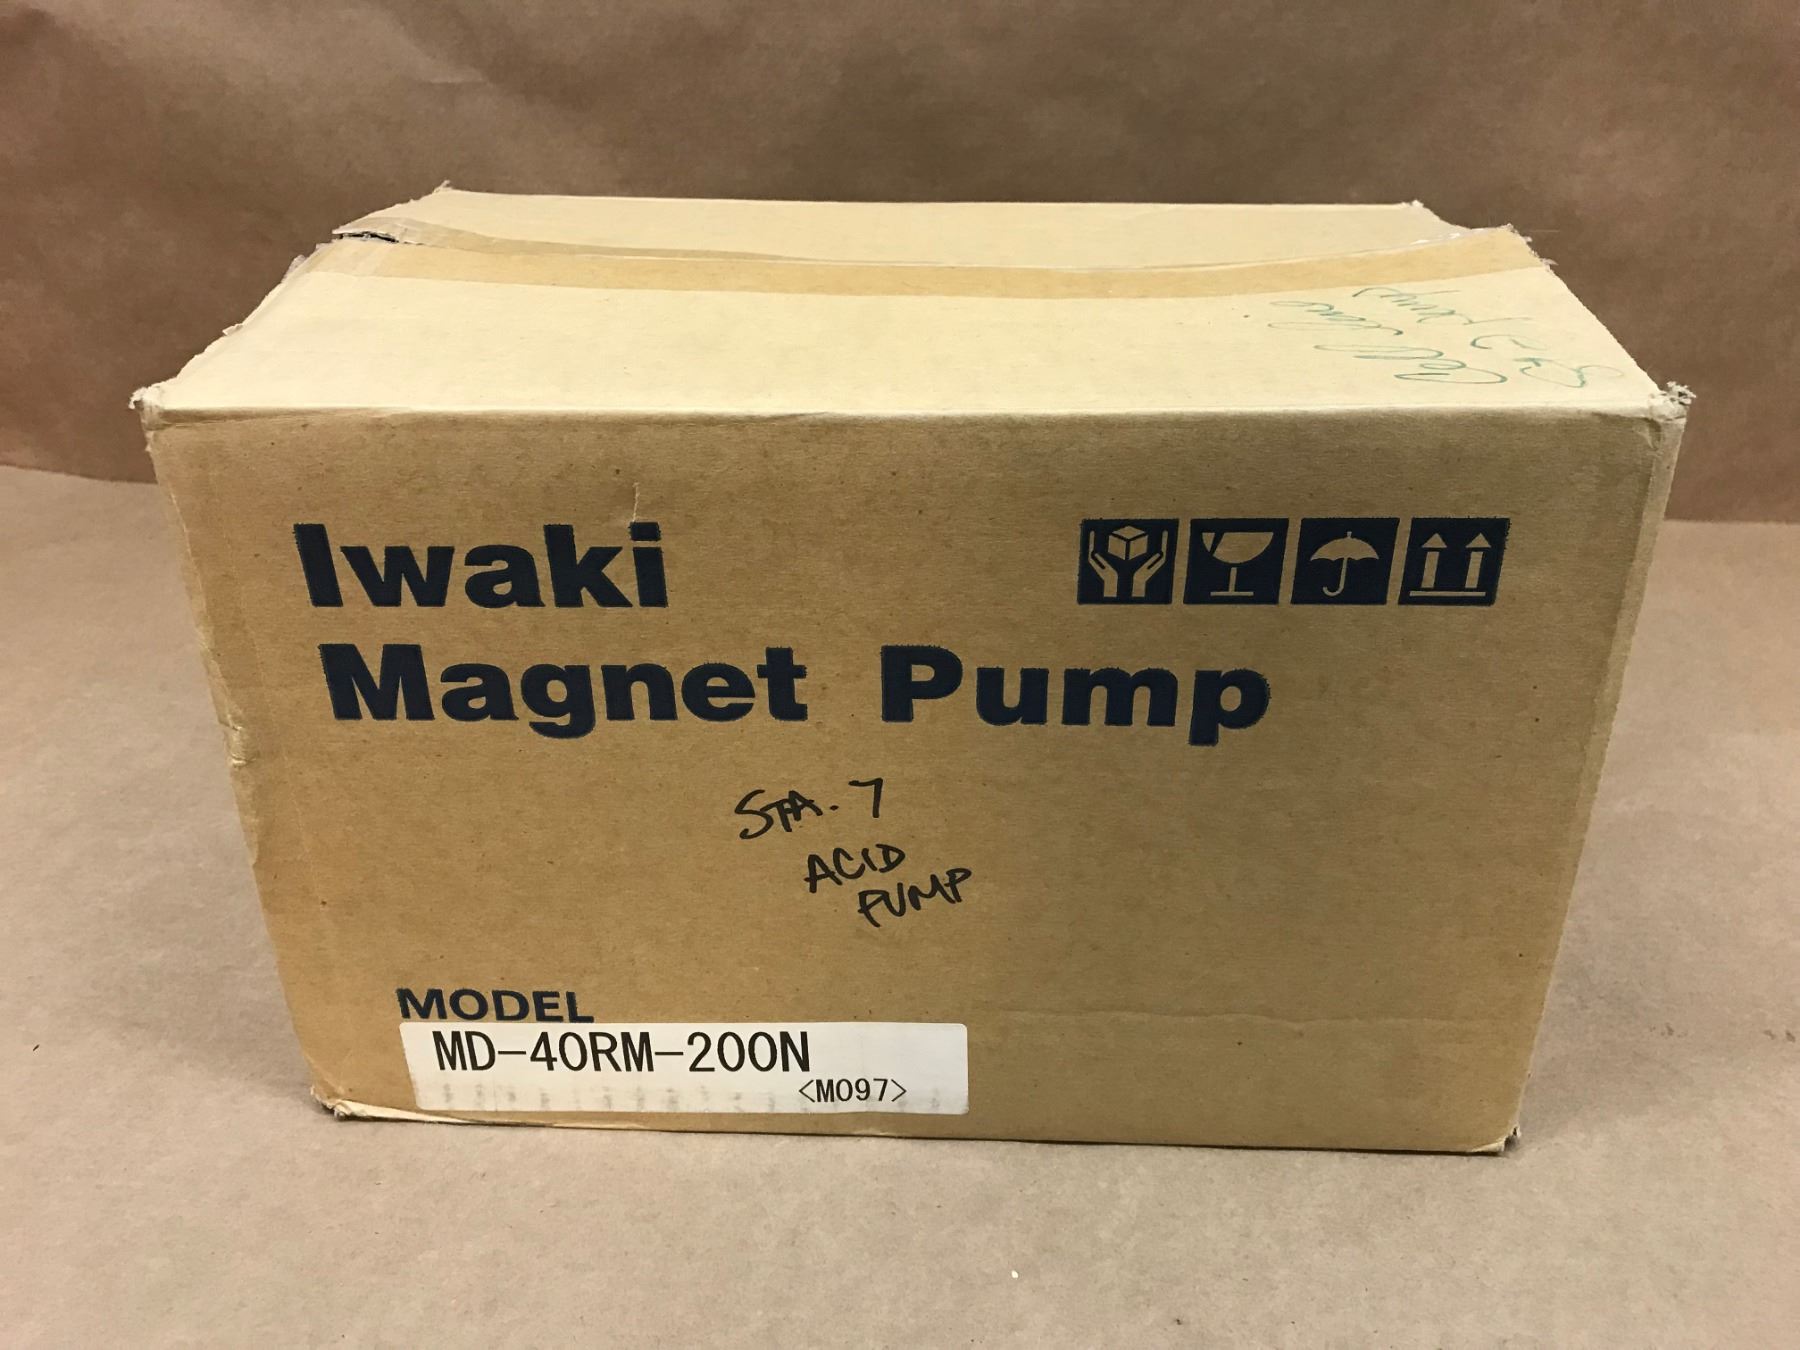 Iwaki
Magnet Pump
STA. 7
ACID
PUMP
MODEL
MD-40RM-200N
<M097>